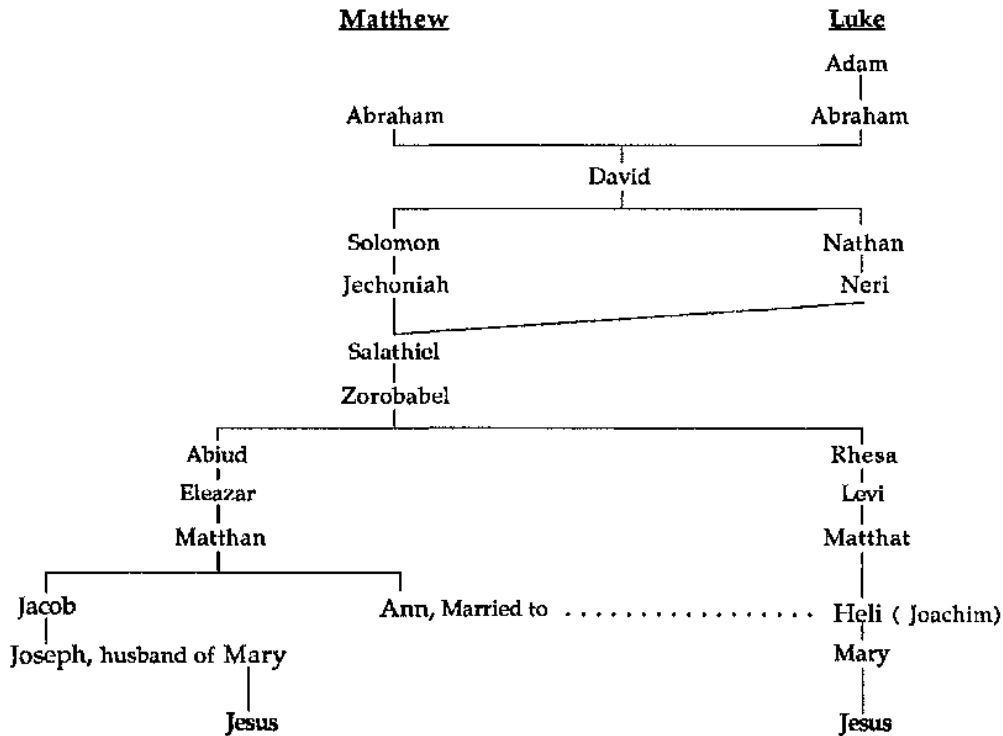 Matthew Luke
Adam
Abraham Abraham
David
Solomon Nathan
Jechoniah Neri
Salathiel
Zorobabel
Abiud Rhesa
Eleazar Levi
Matthan Matthat
Jacob Ann, Married to . . . . . . . . . . . . . . Heli ( Joachim)
Joseph, husband of Mary Mary
Jesus Jesus